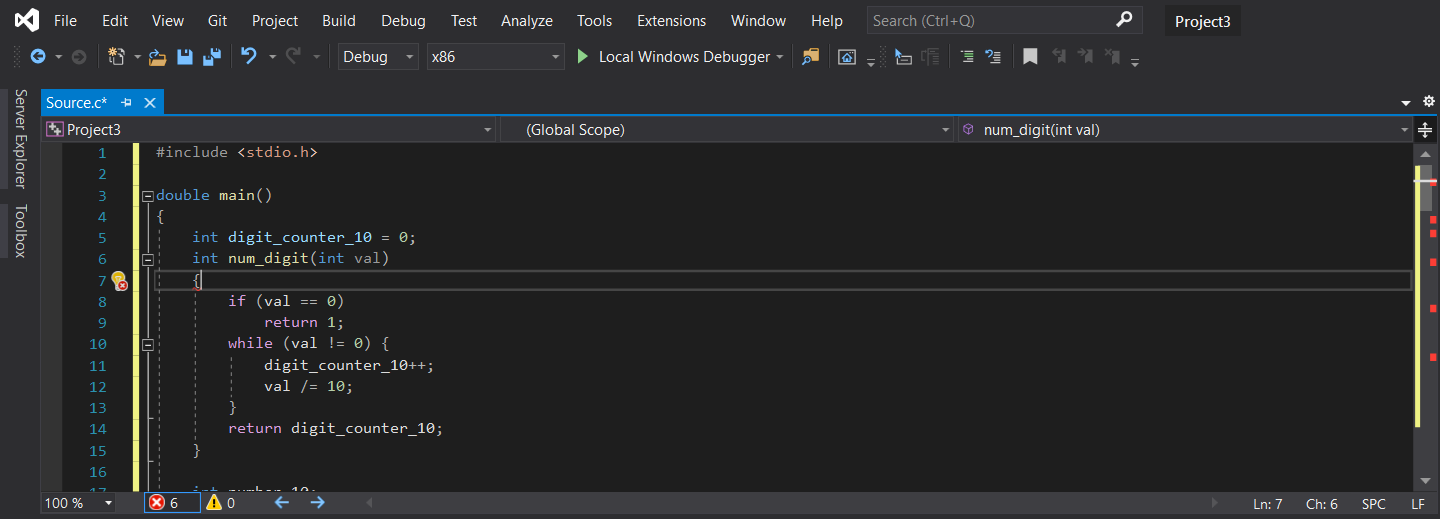 File Edit View Git Project Build Debug Test Analyze Tools Extensions Window Help Search (Ctrl+Q) Project3
Debug x86 Local Windows Debugger
Server Explorer
Toolbox
Source.c*
Project3 (Global Scope) num_digit(int val)
1 #include <stdio.h>
2
3 double main()
4 {
5 int digit_counter_10 = 0;
6 int num_digit(int val)
7 {
8 if (val == 0)
9 return 1;
10 while (val != 0) {
11 digit_counter_10++;
12 val /= 10;
13 }
14 return digit_counter_10;
15 }
16
17 int number_10;
100 % 6 0 Ln: 7 Ch: 6 SPC LF